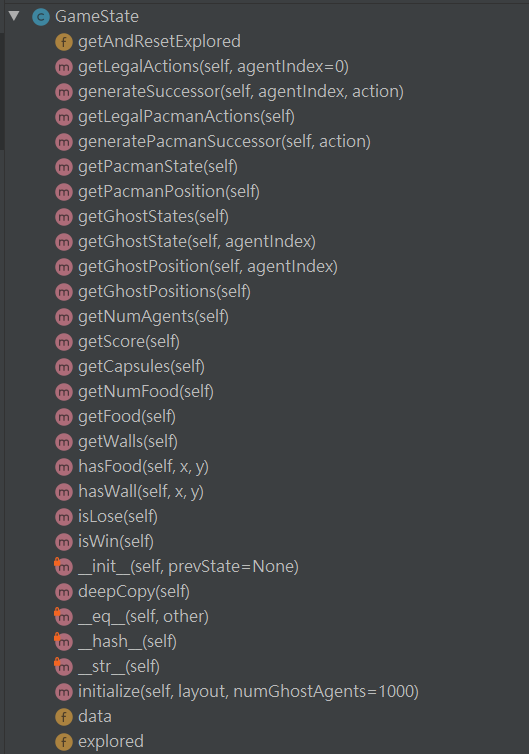 GameState
getAndResetExplored
getLegalActions(self, agentIndex=0)
generateSuccessor(self, agentIndex, action)
getLegalPacmanActions(self)
generatePacmanSuccessor(self, action)
getPacmanState(self)
getPacmanPosition(self)
getGhostStates(self)
getGhostState(self, agentIndex)
getGhostPosition(self, agentIndex)
getGhostPositions(self)
getNumAgents(self)
getScore(self)
getCapsules(self)
getNumFood(self)
getFood(self)
getWalls(self)
hasFood(self, x, y)
hasWall(self, x, y)
isLose(self)
isWin(self)
__init__(self, prevState=None)
deepCopy(self)
__eq__(self, other)
__hash__(self)
__str__(self)
initialize(self, layout, numGhostAgents=1000)
data
explored